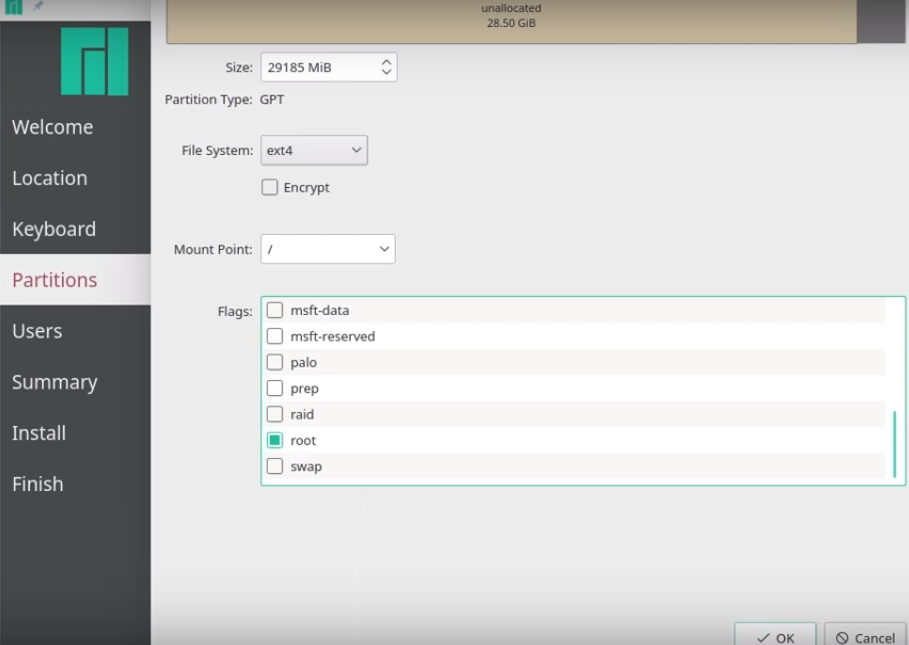 unallocated
28.50 GiB
Size: 29185 MiB
Partition Type: GPT
File System: ext4
Encrypt
Mount Point: /
Flags:
msft-data
msft-reserved
palo
prep
raid
root
swap
OK Cancel
Welcome
Location
Keyboard
Partitions
Users
Summary
Install
Finish